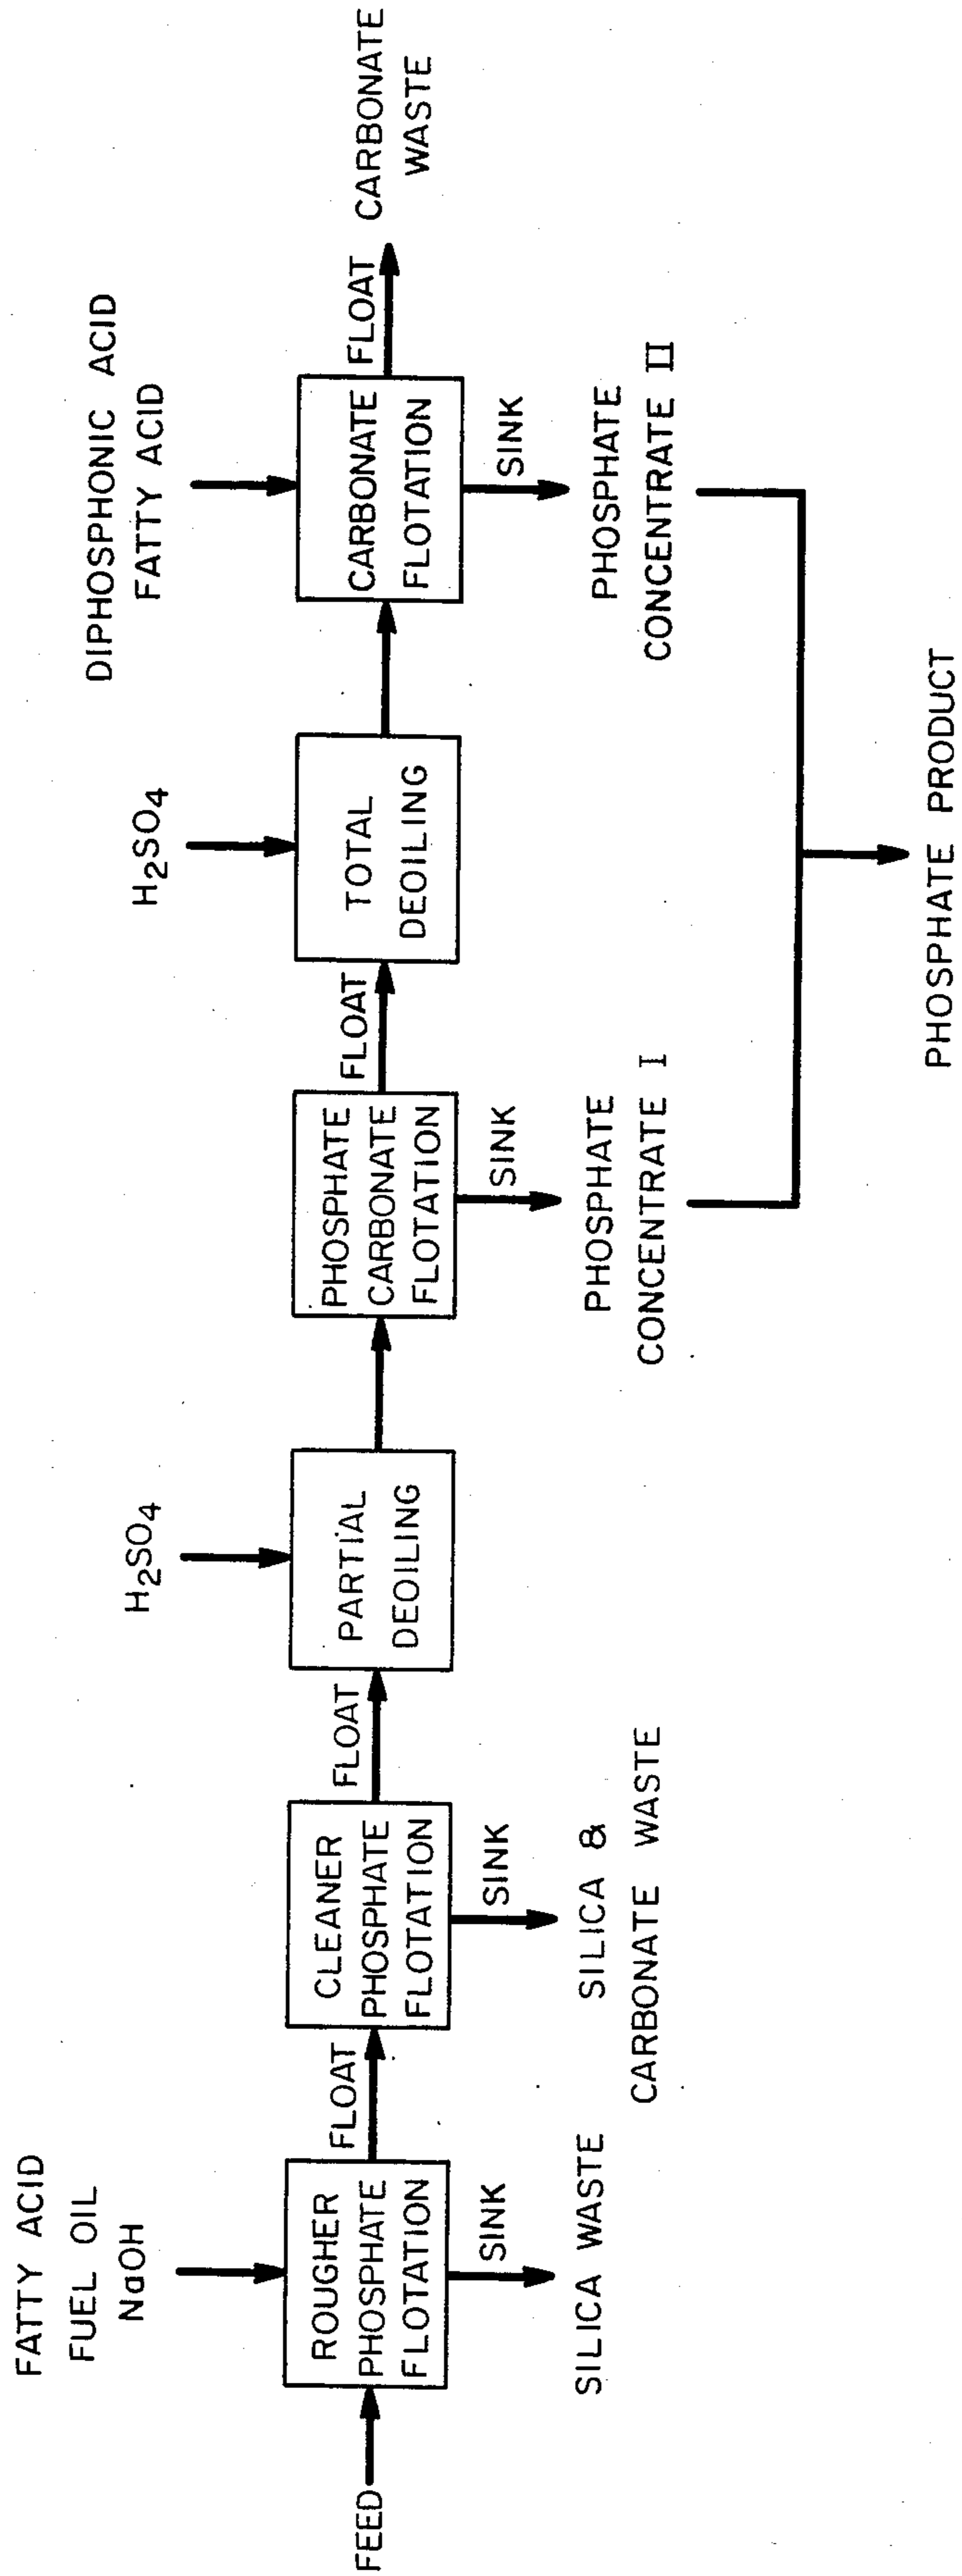 FEED
FATTY ACID
FUEL OIL
NaOH
ROUGHER
PHOSPHATE
FLOTATION
SINK
SILICA WASTE
FLOAT
CLEANER
PHOSPHATE
FLOTATION
SINK
SILICA &
CARBONATE WASTE
FLOAT
H2SO4
PARTIAL
DEOILING
PHOSPHATE
CARBONATE
FLOTATION
SINK
PHOSPHATE
CONCENTRATE I
FLOAT
H2SO4
TOTAL
DEOILING
DIPHOSPHONIC ACID
FATTY ACID
CARBONATE
FLOTATION
SINK
PHOSPHATE
CONCENTRATE II
FLOAT
CARBONATE
WASTE
PHOSPHATE PRODUCT